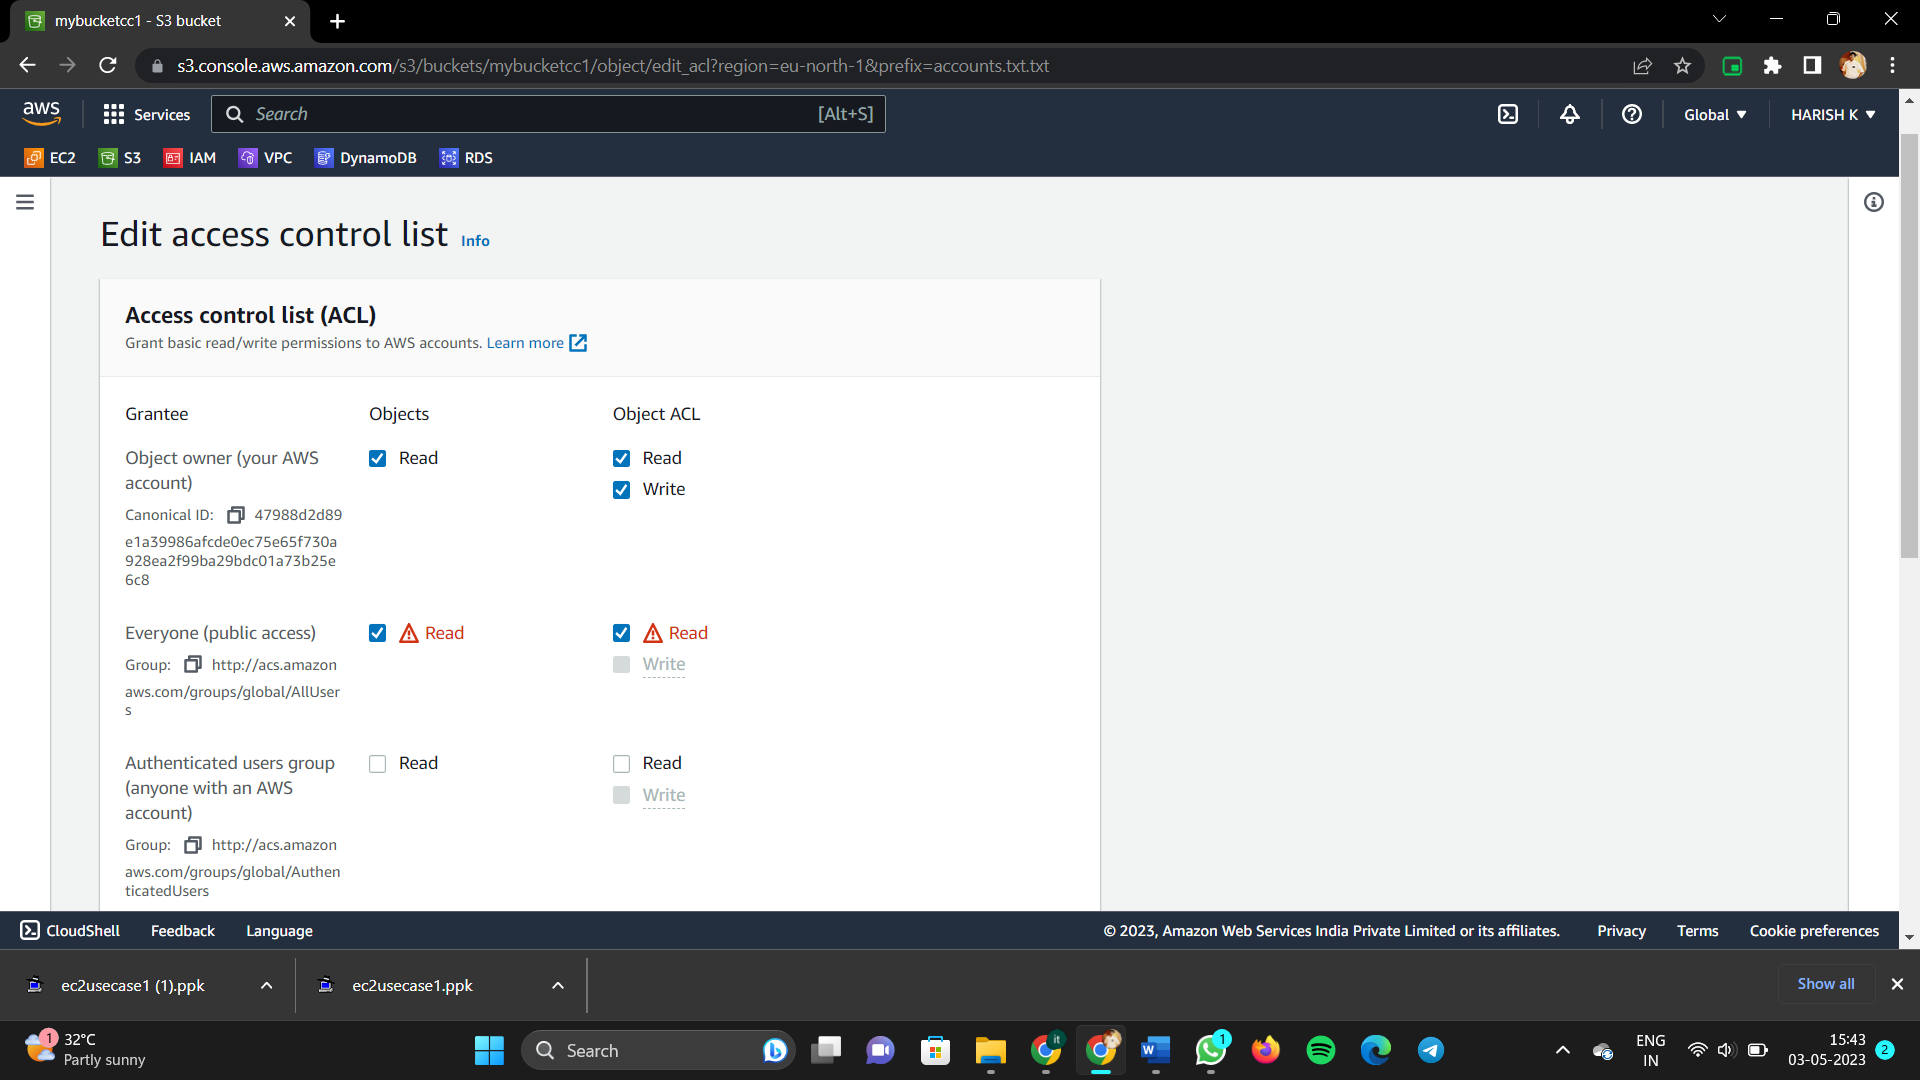 mybucketcc1 - S3 bucket
s3.console.aws.amazon.com/s3/buckets/mybucketcc1/object/edit_acl?region=eu-north-1&prefix=accounts.txt.txt
aws
Services
Search
[Alt+S]
Global
HARISH K
EC2
S3
IAM
VPC
DynamoDB
RDS
Edit access control list Info
Access control list (ACL)
Grant basic read/write permissions to AWS accounts. Learn more
Grantee Objects Object ACL
Object owner (your AWS
account)
Canonical ID: 47988d2d89
e1a39986afcde0ec75e65f730a
928ea2f99ba29bdc01a73b25e
6c8
Read
Read
Write
Everyone (public access)
Group: http://acs.amazon
aws.com/groups/global/AllUser
s
Read
Read
Write
Authenticated users group
(anyone with an AWS
account)
Group: http://acs.amazon
aws.com/groups/global/Authen
ticatedUsers
Read
Read
Write
CloudShell
Feedback
Language
© 2023, Amazon Web Services India Private Limited or its affiliates.
Privacy
Terms
Cookie preferences
ec2usecase1 (1).ppk
ec2usecase1.ppk
Show all
1
32°C
Partly sunny
Search
it
W
1
ENG
IN
15:43
03-05-2023
2